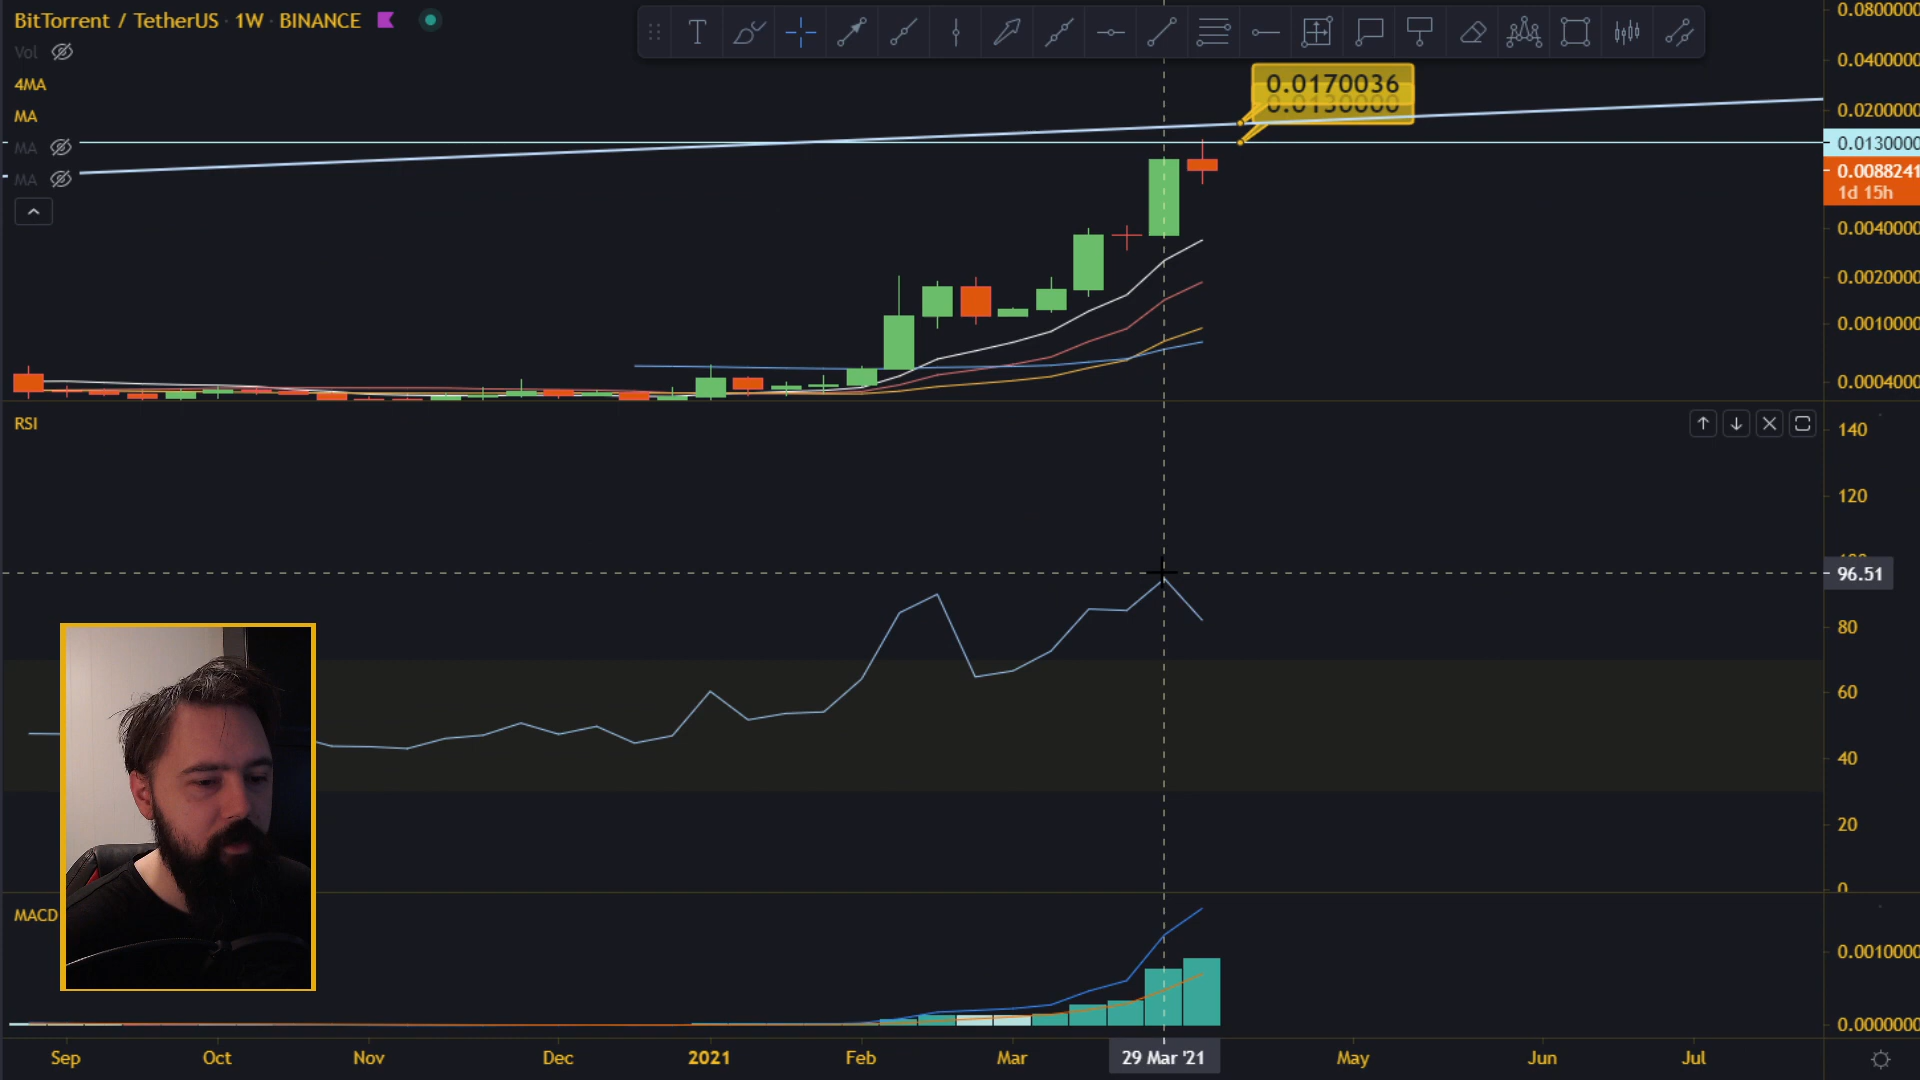 BitTorrent / TetherUS · 1W · BINANCE
Vol
4MA
MA
MA
MA
0.0170036
0.0130000
0.0800000
0.0400000
0.0200000
0.0130000
0.0088241
1d 15h
0.0040000
0.0020000
0.0010000
0.0004000
RSI
140
120
96.51
80
60
40
20
0
MACD
0.0010000
0.0000000
Sep
Oct
Nov
Dec
2021
Feb
Mar
29 Mar '21
May
Jun
Jul